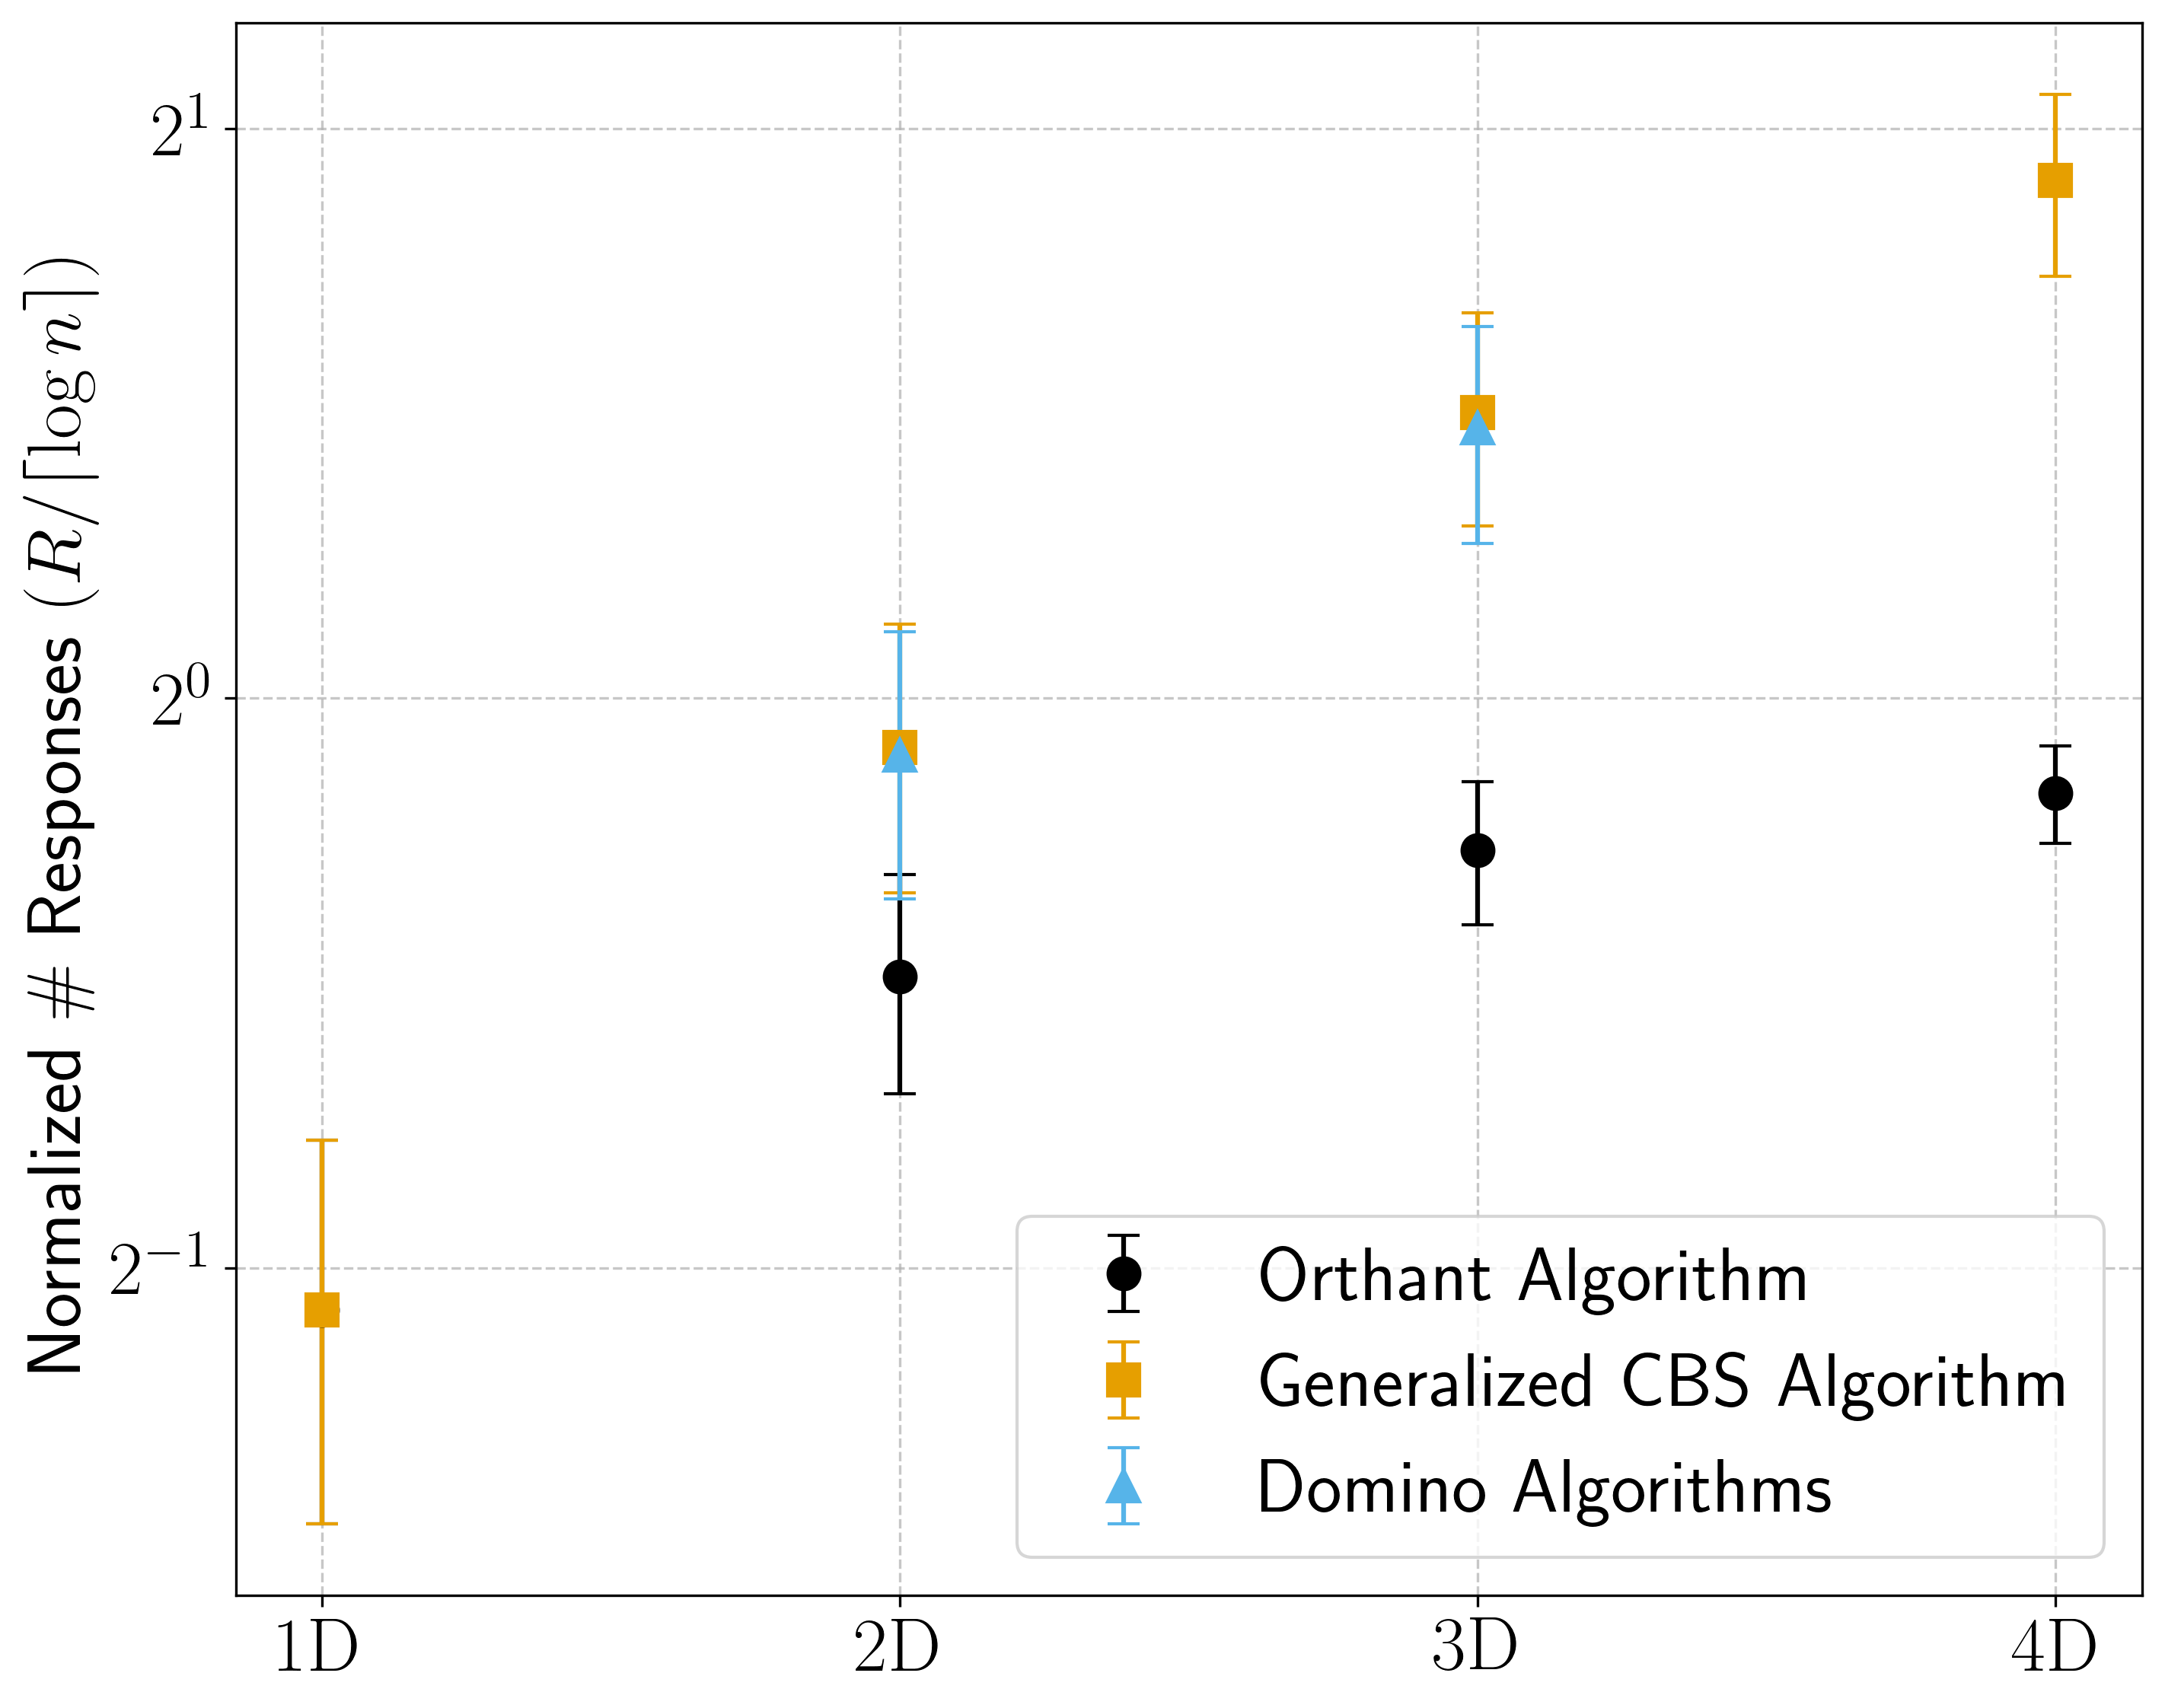 Normalized # Responses (R/⌈log n⌉)
2^1
2^0
2^−1
1D 2D 3D 4D
Orthant Algorithm
Generalized CBS Algorithm
Domino Algorithms